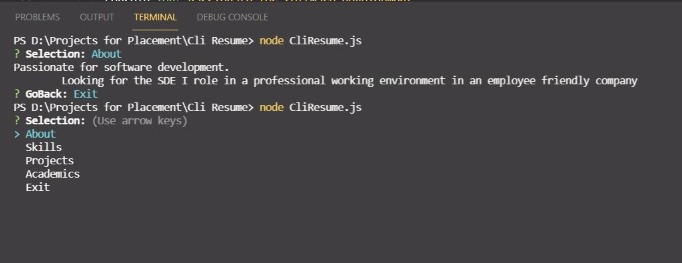 PROBLEMS OUTPUT TERMINAL DEBUG CONSOLE
PS D:\Projects for Placement\Cli Resume> node CliResume.js
? Selection: About
Passionate for software development.
Looking for the SDE I role in a professional working environment in an employee friendly company
? GoBack: Exit
PS D:\Projects for Placement\Cli Resume> node CliResume.js
? Selection: (Use arrow keys)
> About
Skills
Projects
Academics
Exit